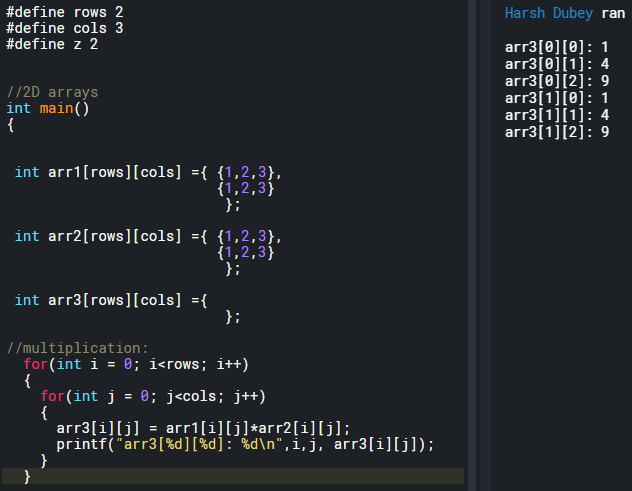 #define rows 2
#define cols 3
#define z 2
//2D arrays
int main()
{
int arr1[rows][cols] ={ {1,2,3},
{1,2,3}
};
int arr2[rows][cols] ={ {1,2,3},
{1,2,3}
};
int arr3[rows][cols] ={
};
//multiplication:
for(int i = 0; i<rows; i++)
{
for(int j = 0; j<cols; j++)
{
arr3[i][j] = arr1[i][j]*arr2[i][j];
printf("arr3[%d][%d]: %d\n",i,j, arr3[i][j]);
}
}
Harsh Dubey ran
arr3[0][0]: 1
arr3[0][1]: 4
arr3[0][2]: 9
arr3[1][0]: 1
arr3[1][1]: 4
arr3[1][2]: 9